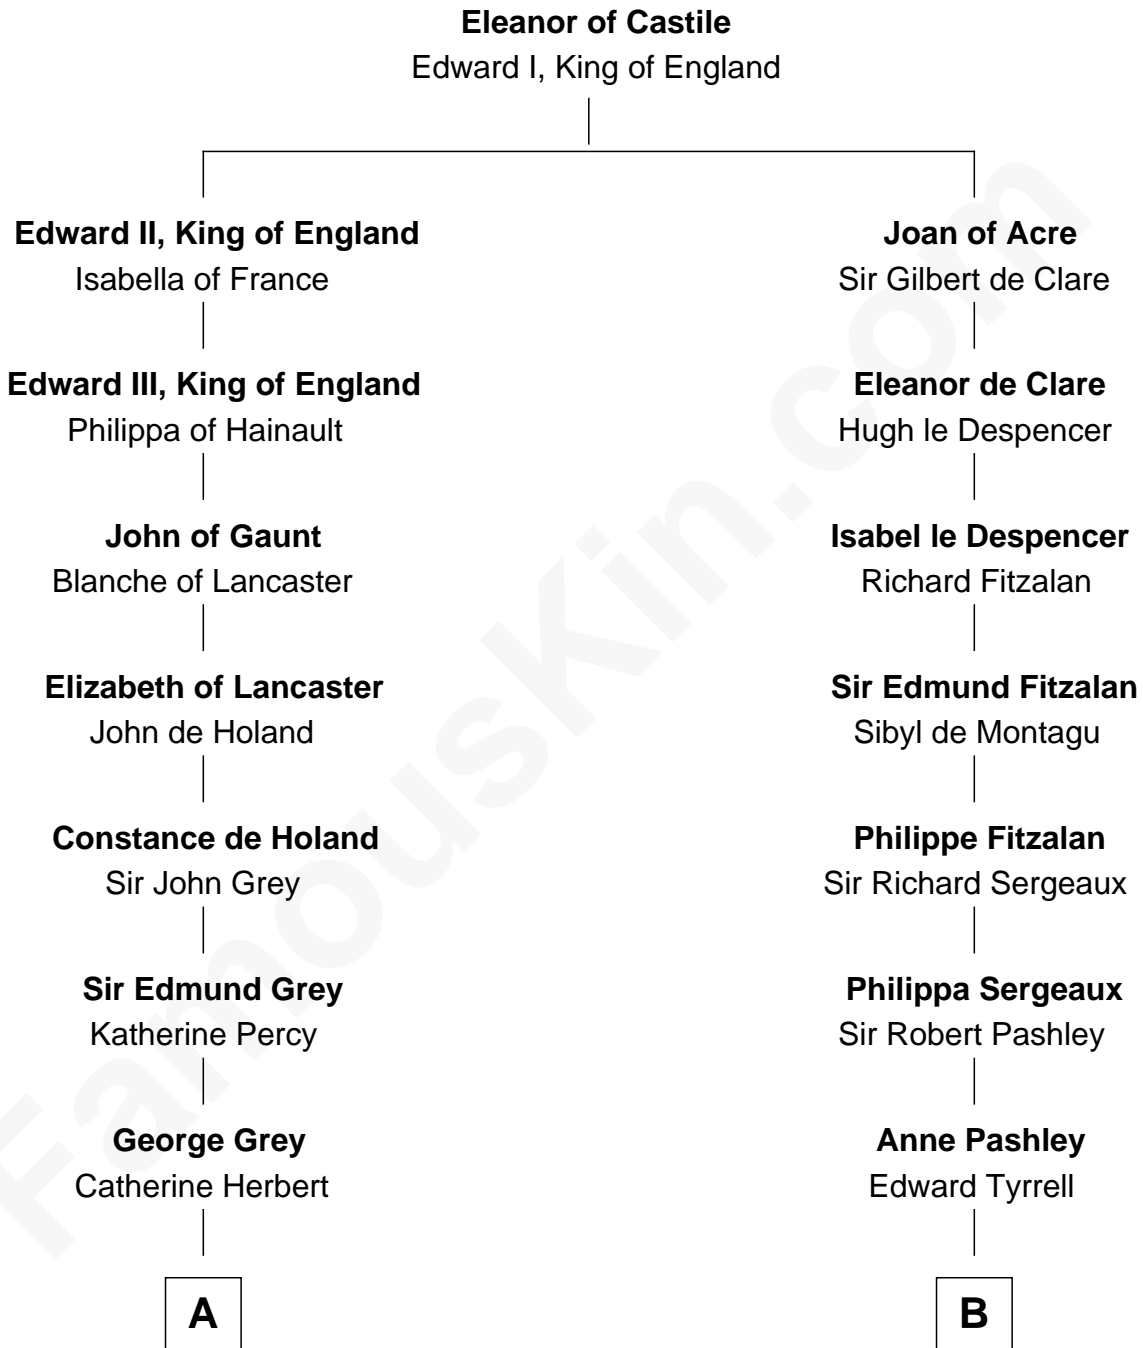 Eleanor of Castile
Edward I, King of England
Edward II, King of England
Isabella of France
Joan of Acre
Sir Gilbert de Clare
Edward III, King of England
Philippa of Hainault
Eleanor de Clare
Hugh le Despencer
John of Gaunt
Blanche of Lancaster
Isabel le Despencer
Richard Fitzalan
Elizabeth of Lancaster
John de Holand
Sir Edmund Fitzalan
Sibyl de Montagu
Constance de Holand
Sir John Grey
Philippe Fitzalan
Sir Richard Sergeaux
Sir Edmund Grey
Katherine Percy
Philippa Sergeaux
Sir Robert Pashley
George Grey
Catherine Herbert
Anne Pashley
Edward Tyrrell
A
B
FamousKin.com